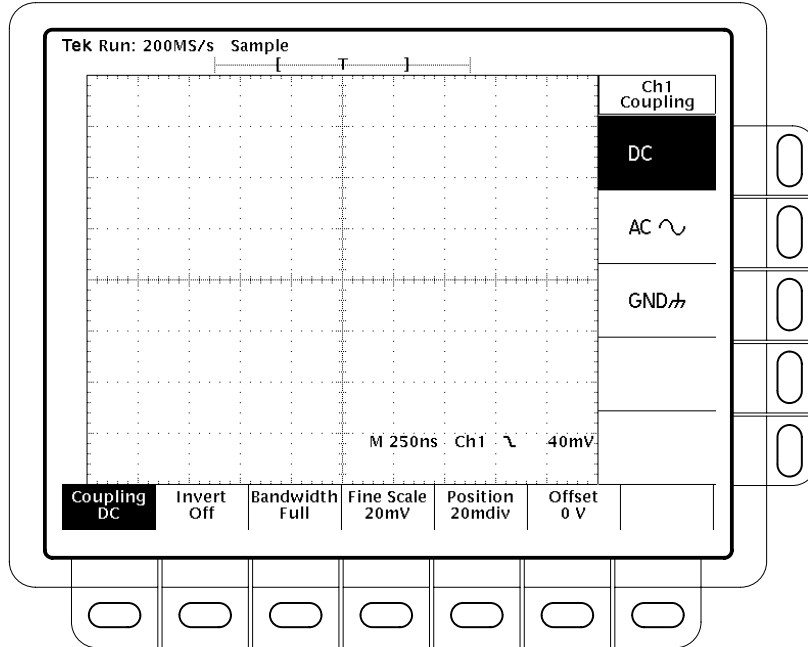 Tek Run: 200MS/s Sample
[ T ]
Ch1
Coupling
DC
AC
GND
M 250ns Ch1 40mV
Coupling
DC
Invert
Off
Bandwidth
Full
Fine Scale
20mV
Position
20mdiv
Offset
0 V